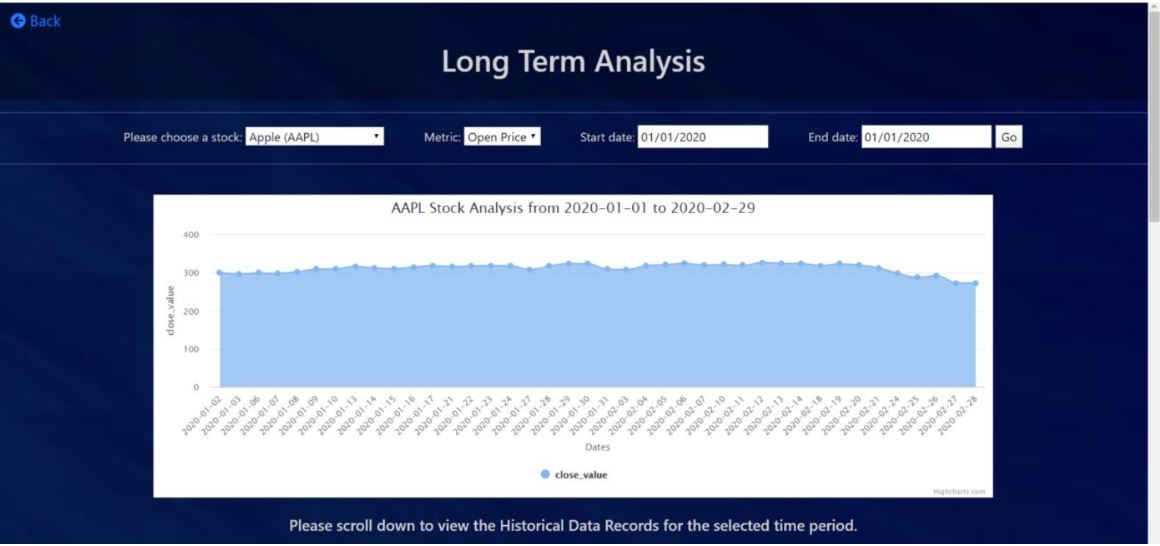 Back
Long Term Analysis
Please choose a stock: Apple (AAPL) Metric: Open Price Start date: 01/01/2020 End date: 01/01/2020 Go
AAPL Stock Analysis from 2020-01-01 to 2020-02-29
400
300
200
100
0
close_value
2020-01-02 2020-01-03 2020-01-06 2020-01-07 2020-01-08 2020-01-09 2020-01-10 2020-01-13 2020-01-14 2020-01-15 2020-01-16 2020-01-17 2020-01-21 2020-01-22 2020-01-23 2020-01-24 2020-01-27 2020-01-28 2020-01-29 2020-01-30 2020-01-31 2020-02-03 2020-02-04 2020-02-05 2020-02-06 2020-02-07 2020-02-10 2020-02-11 2020-02-12 2020-02-13 2020-02-14 2020-02-18 2020-02-19 2020-02-20 2020-02-21 2020-02-24 2020-02-25 2020-02-26 2020-02-27 2020-02-28
Dates
close_value
Highcharts.com
Please scroll down to view the Historical Data Records for the selected time period.